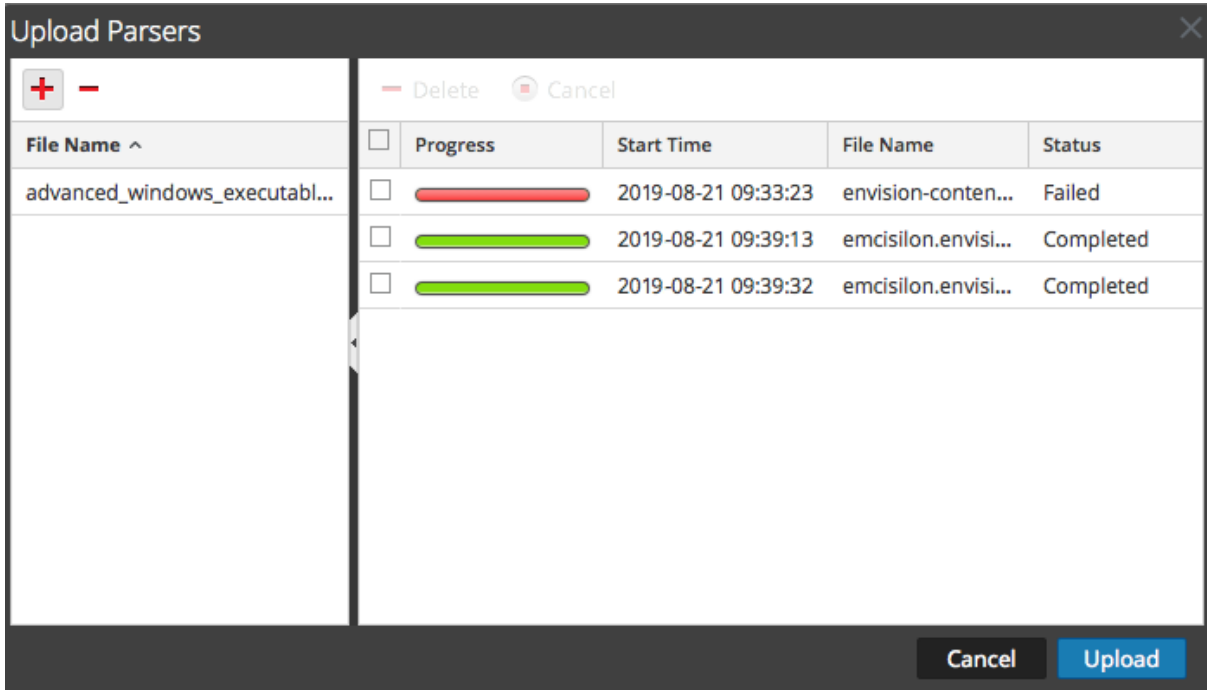 Upload Parsers
Delete Cancel
File Name
Progress Start Time File Name Status
advanced_windows_executabl...
2019-08-21 09:33:23 envision-conten... Failed
2019-08-21 09:39:13 emcisilon.envisi... Completed
2019-08-21 09:39:32 emcisilon.envisi... Completed
Cancel Upload